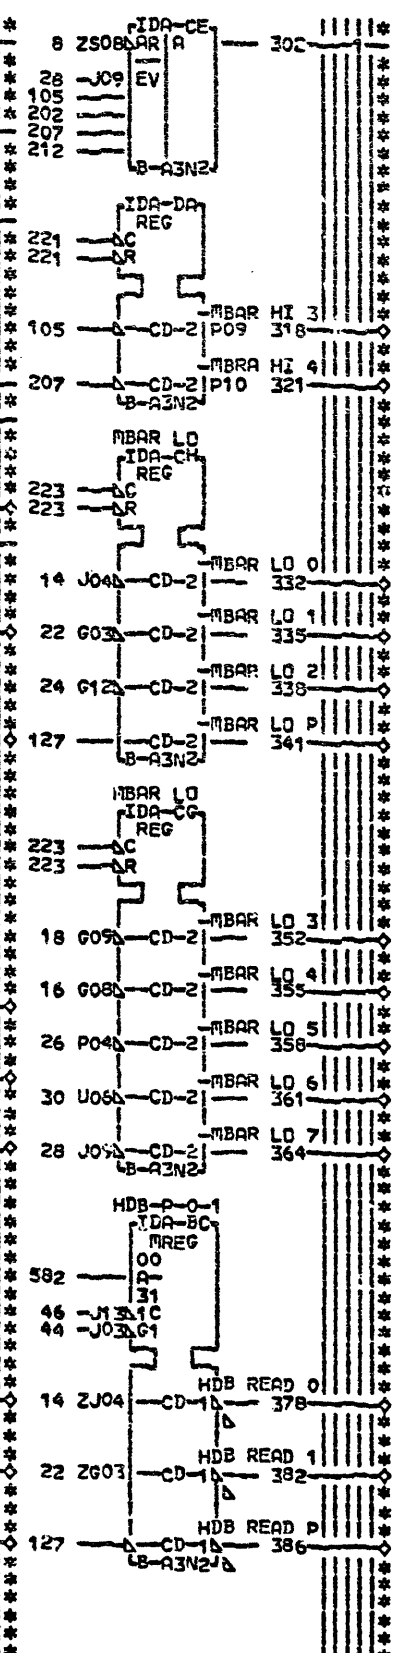 IDA-CE
8 ZS08 AR A 302
28 J09 EV
105
202
207
212
B-A3N2
IDA-DA
REG
221 C
221 R
MBAR HI 3
105 CD-2 P09 318
MBRA HI 4
207 CD-2 P10 321
B-A3N2
MBAR LO
IDA-CH
REG
223 C
223 R
MBAR LO 0
14 J04 CD-2 332
MBAR LO 1
22 G03 CD-2 335
MBAR LO 2
24 G12 CD-2 338
MBAR LO P
127 CD-2 341
B-A3N2
MBAR LO
IDA-CG
REG
223 C
223 R
MBAR LO 3
18 G05 CD-2 352
MBAR LO 4
16 G08 CD-2 355
MBAR LO 5
26 P04 CD-2 358
MBAR LO 6
30 U06 CD-2 361
MBAR LO 7
28 J09 CD-2 364
B-A3N2
HDB-P-0-1
IDA-BC
MREG
00
582 A
31
46 J13 1C
44 J03 G1
HDB READ 0
14 ZJ04 CD-1 378
HDB READ 1
22 ZG03 CD-1 382
HDB READ P
127 CD-1 386
B-A3N2